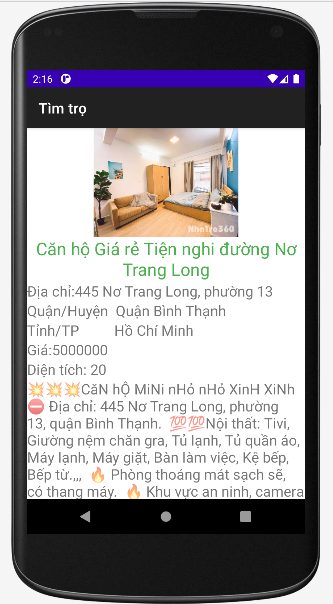 2:16
Tìm trọ
NhaTro360
Căn hộ Giá rẻ Tiện nghi đường Nơ
Trang Long
Địa chỉ:445 Nơ Trang Long, phường 13
Quận/Huyện Quận Bình Thạnh
Tỉnh/TP Hồ Chí Minh
Giá:5000000
Diện tích: 20
💥💥💥CăN hỘ MiNi nHỏ nHỏ XinH XiNh
⛔ Địa chỉ: 445 Nơ Trang Long, phường
13, quận Bình Thạnh. 💯💯Nội thất: Tivi,
Giường nệm chăn gra, Tủ lạnh, Tủ quần áo,
Máy lạnh, Máy giặt, Bàn làm việc, Kệ bếp,
Bếp từ.,,, 🔥 Phòng thoáng mát sạch sẽ,
có thang máy. 🔥 Khu vực an ninh, camera